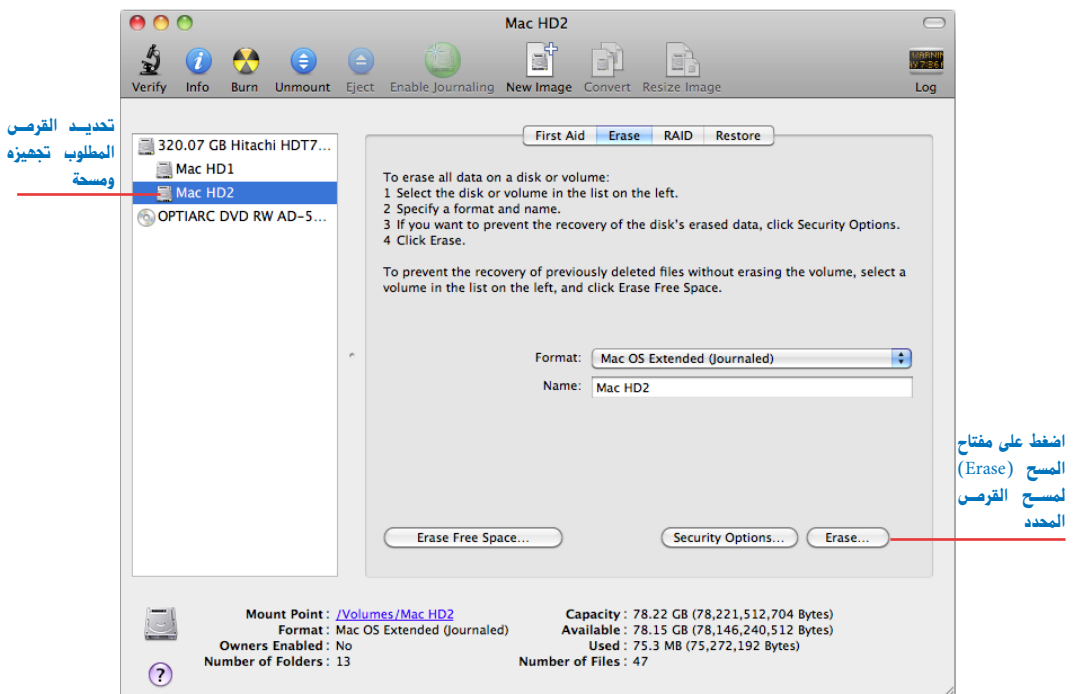 Mac HD2
Verify
Info
Burn
Unmount
Eject
Enable Journaling
New Image
Convert
Resize Image
Log
تحديد القرص
المطلوب تجهيزه
ومسحة
320.07 GB Hitachi HDT7...
Mac HD1
Mac HD2
OPTIARC DVD RW AD-5...
First Aid
Erase
RAID
Restore
To erase all data on a disk or volume:
1 Select the disk or volume in the list on the left.
2 Specify a format and name.
3 If you want to prevent the recovery of the disk's erased data, click Security Options.
4 Click Erase.
To prevent the recovery of previously deleted files without erasing the volume, select a
volume in the list on the left, and click Erase Free Space.
Format: Mac OS Extended (Journaled)
Name: Mac HD2
اضغط على مفتاح
المسح (Erase)
لمسح القرص
المحدد
Erase Free Space...
Security Options...
Erase...
Mount Point : /Volumes/Mac HD2
Format : Mac OS Extended (Journaled)
Owners Enabled : No
Number of Folders : 13
Capacity : 78.22 GB (78,221,512,704 Bytes)
Available : 78.15 GB (78,146,240,512 Bytes)
Used : 75.3 MB (75,272,192 Bytes)
Number of Files : 47
?